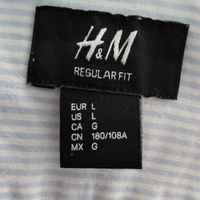 H&M
REGULAR FIT
EUR L
US L
CA G
CN 180/108A
MX G